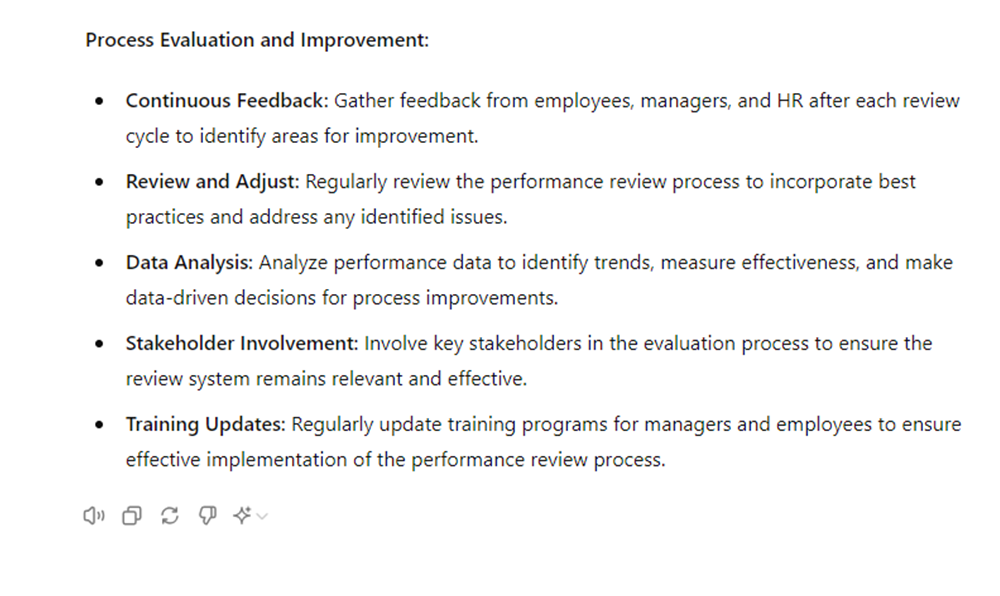 Process Evaluation and Improvement:
• Continuous Feedback: Gather feedback from employees, managers, and HR after each review
cycle to identify areas for improvement.
• Review and Adjust: Regularly review the performance review process to incorporate best
practices and address any identified issues.
• Data Analysis: Analyze performance data to identify trends, measure effectiveness, and make
data-driven decisions for process improvements.
• Stakeholder Involvement: Involve key stakeholders in the evaluation process to ensure the
review system remains relevant and effective.
• Training Updates: Regularly update training programs for managers and employees to ensure
effective implementation of the performance review process.